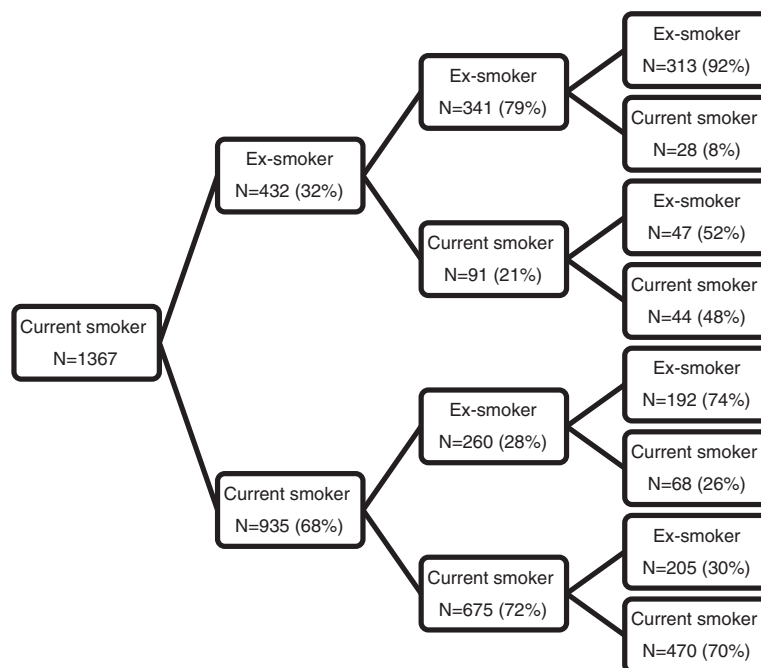 Current smoker
N=1367
Ex-smoker
N=432 (32%)
Current smoker
N=935 (68%)
Ex-smoker
N=341 (79%)
Current smoker
N=91 (21%)
Ex-smoker
N=260 (28%)
Current smoker
N=675 (72%)
Ex-smoker
N=313 (92%)
Current smoker
N=28 (8%)
Ex-smoker
N=47 (52%)
Current smoker
N=44 (48%)
Ex-smoker
N=192 (74%)
Current smoker
N=68 (26%)
Ex-smoker
N=205 (30%)
Current smoker
N=470 (70%)